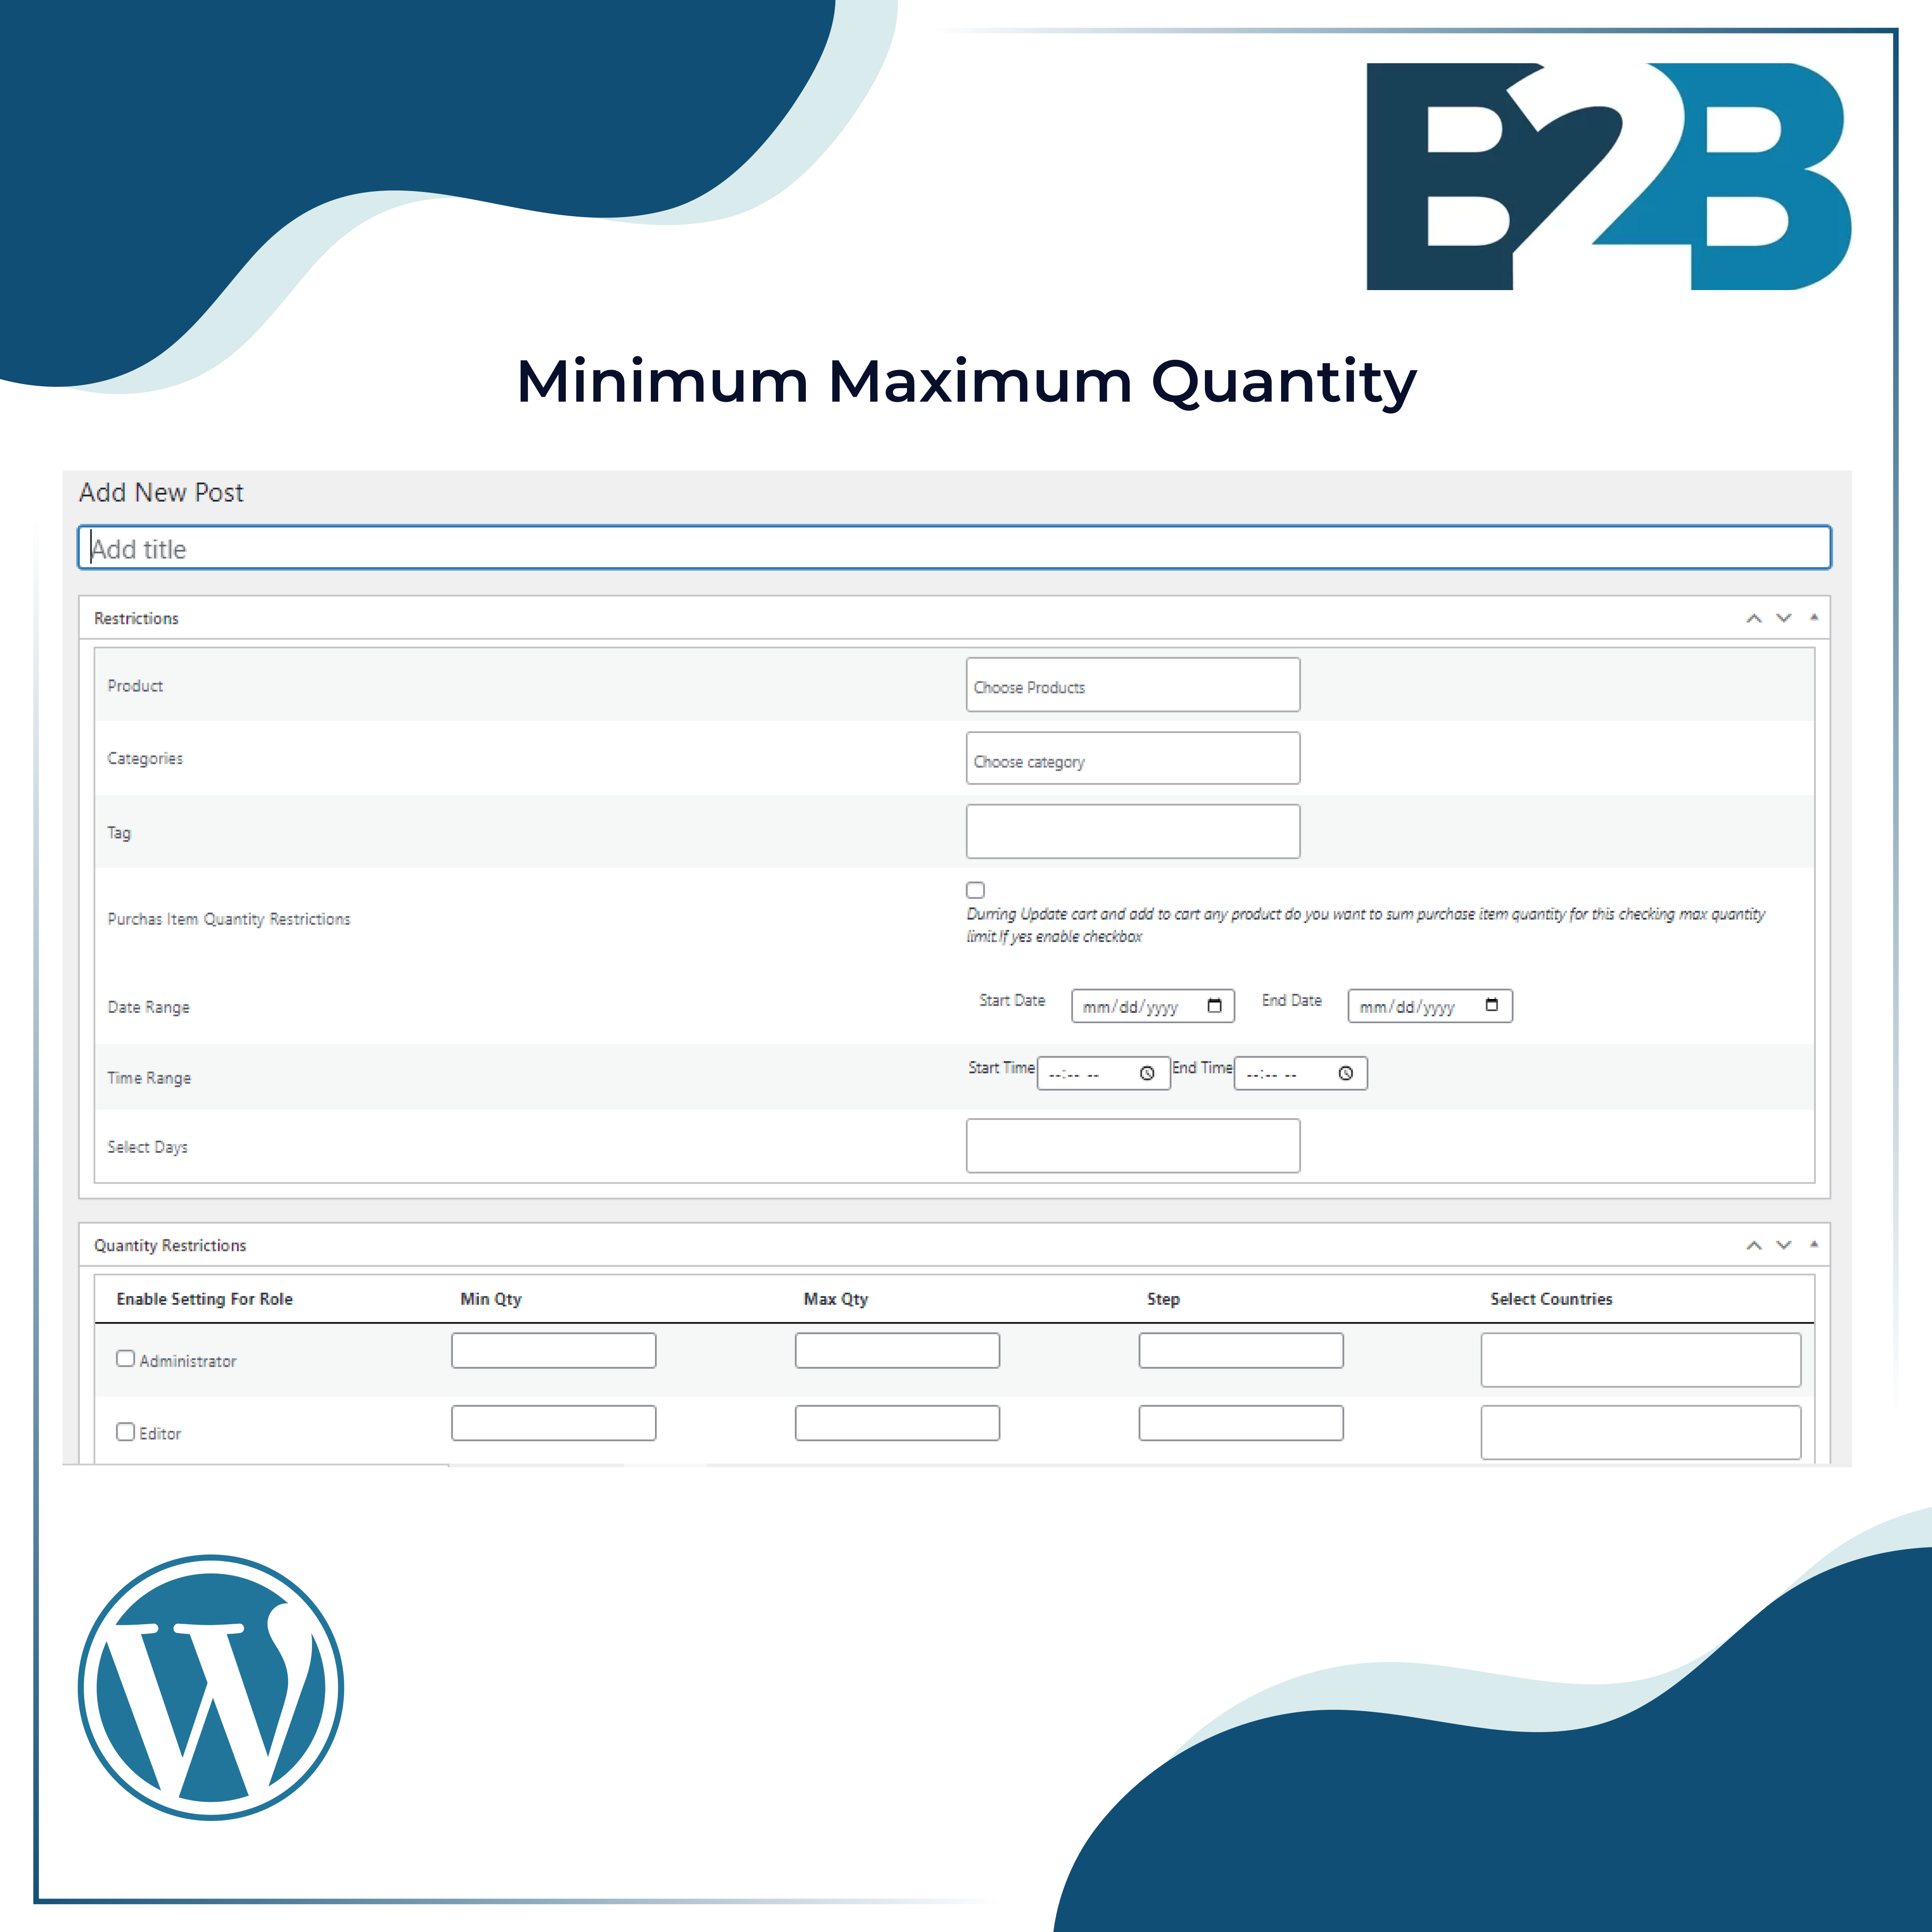 B2B
Minimum Maximum Quantity
Add New Post
Add title
Restrictions
Product
Choose Products
Categories
Choose category
Tag
Purchas Item Quantity Restrictions
Durring Update cart and add to cart any product do you want to sum purchase item quantity for this checking max quantity
limit.If yes enable checkbox
Date Range
Start Date mm/dd/yyyy End Date mm/dd/yyyy
Time Range
Start Time --:-- -- End Time --:-- --
Select Days
Quantity Restrictions
Enable Setting For Role Min Qty Max Qty Step Select Countries
Administrator
Editor
W